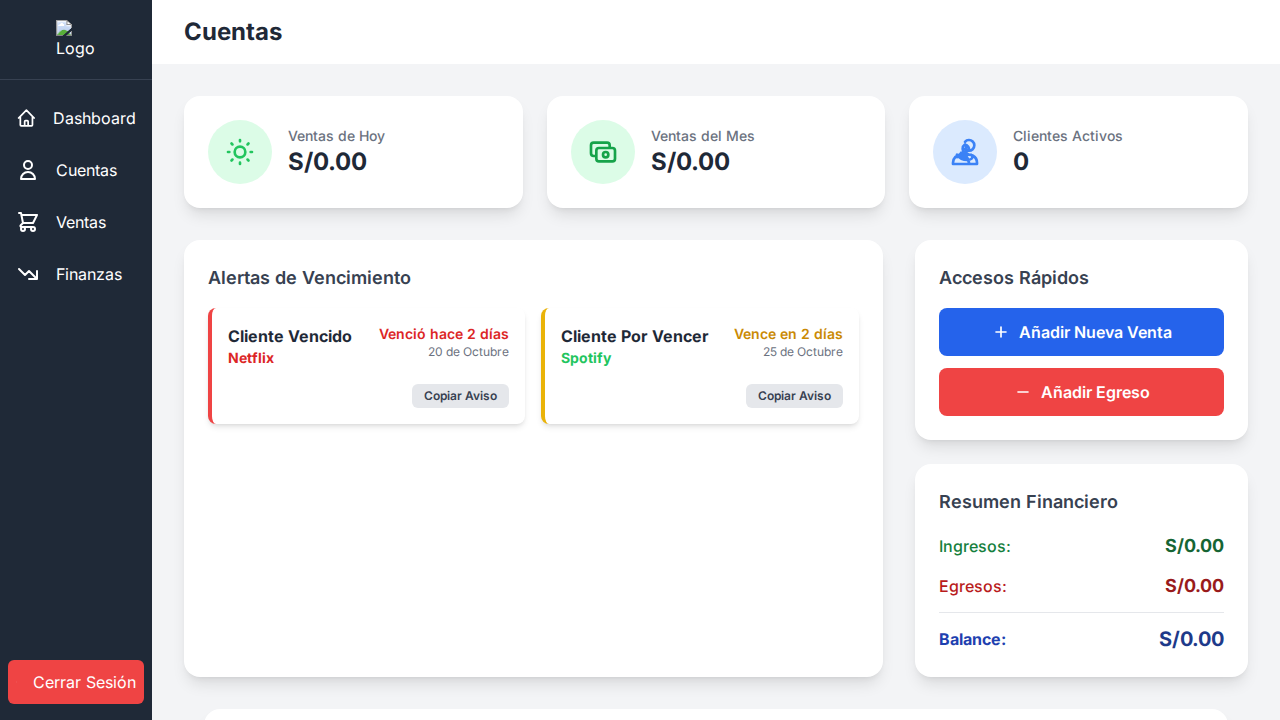 Logo
Dashboard
Cuentas
Ventas
Finanzas
Cerrar Sesión
Cuentas
Ventas de Hoy
S/0.00
Ventas del Mes
S/0.00
Clientes Activos
0
Alertas de Vencimiento
Cliente Vencido
Netflix
Venció hace 2 días
20 de Octubre
Copiar Aviso
Cliente Por Vencer
Spotify
Vence en 2 días
25 de Octubre
Copiar Aviso
Accesos Rápidos
Añadir Nueva Venta
Añadir Egreso
Resumen Financiero
Ingresos: S/0.00
Egresos: S/0.00
Balance: S/0.00